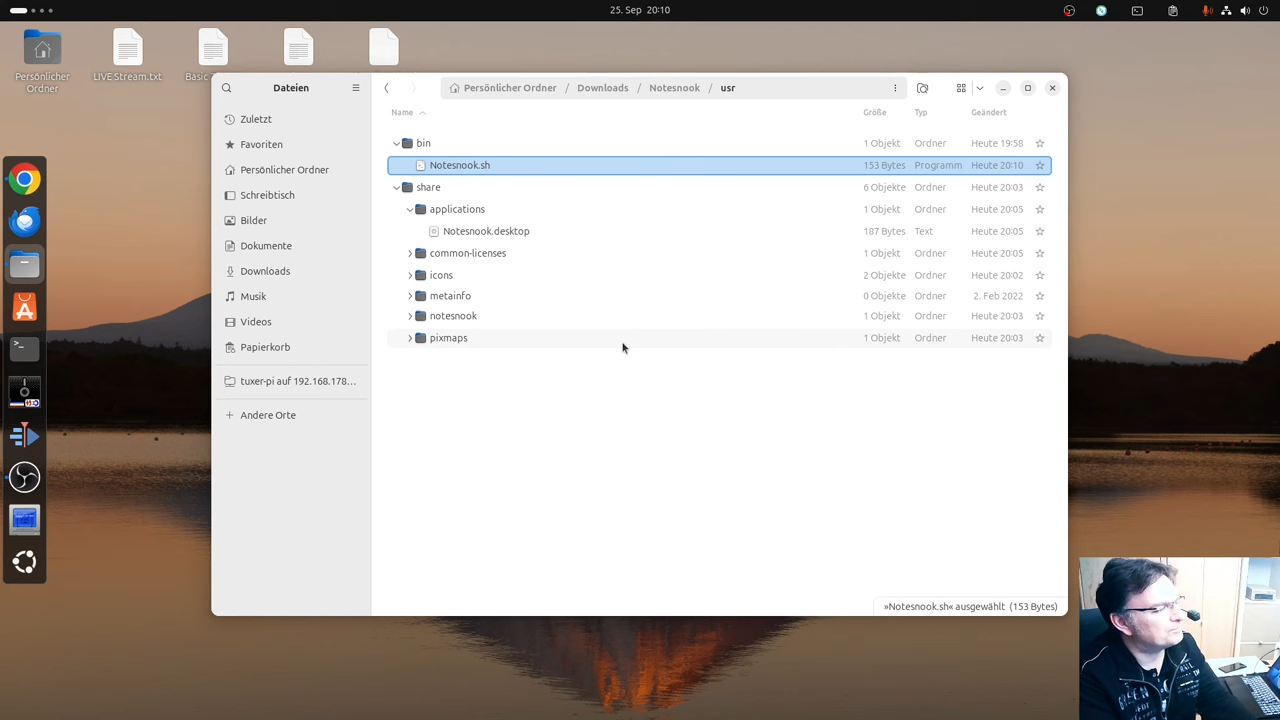 25. Sep 20:10
Persönlicher Ordner
LIVE Stream.txt
Basic
Dateien
Persönlicher Ordner / Downloads / Notesnook / usr
Zuletzt
Favoriten
Persönlicher Ordner
Schreibtisch
Bilder
Dokumente
Downloads
Musik
Videos
Papierkorb
tuxer-pi auf 192.168.178...
Andere Orte
Name Größe Typ Geändert
bin 1 Objekt Ordner Heute 19:58
Notesnook.sh 153 Bytes Programm Heute 20:10
share 6 Objekte Ordner Heute 20:03
applications 1 Objekt Ordner Heute 20:05
Notesnook.desktop 187 Bytes Text Heute 20:05
common-licenses 1 Objekt Ordner Heute 20:03
icons 2 Objekte Ordner Heute 20:02
metainfo 0 Objekte Ordner 2. Feb 2022
notesnook 1 Objekt Ordner Heute 20:03
pixmaps 1 Objekt Ordner Heute 20:03
»Notesnook.sh« ausgewählt (153 Bytes)